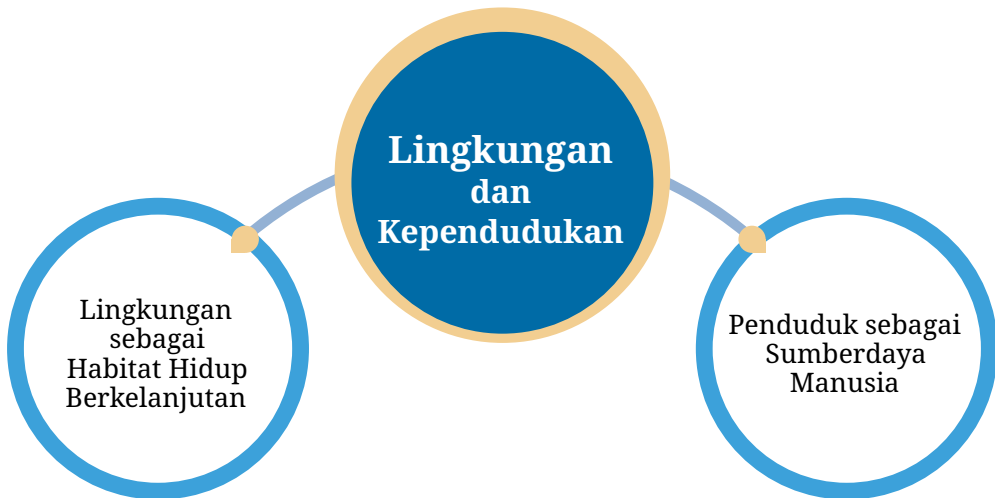 Lingkungan
dan
Kependudukan
Lingkungan
sebagai
Habitat Hidup
Berkelanjutan
Penduduk sebagai
Sumberdaya
Manusia